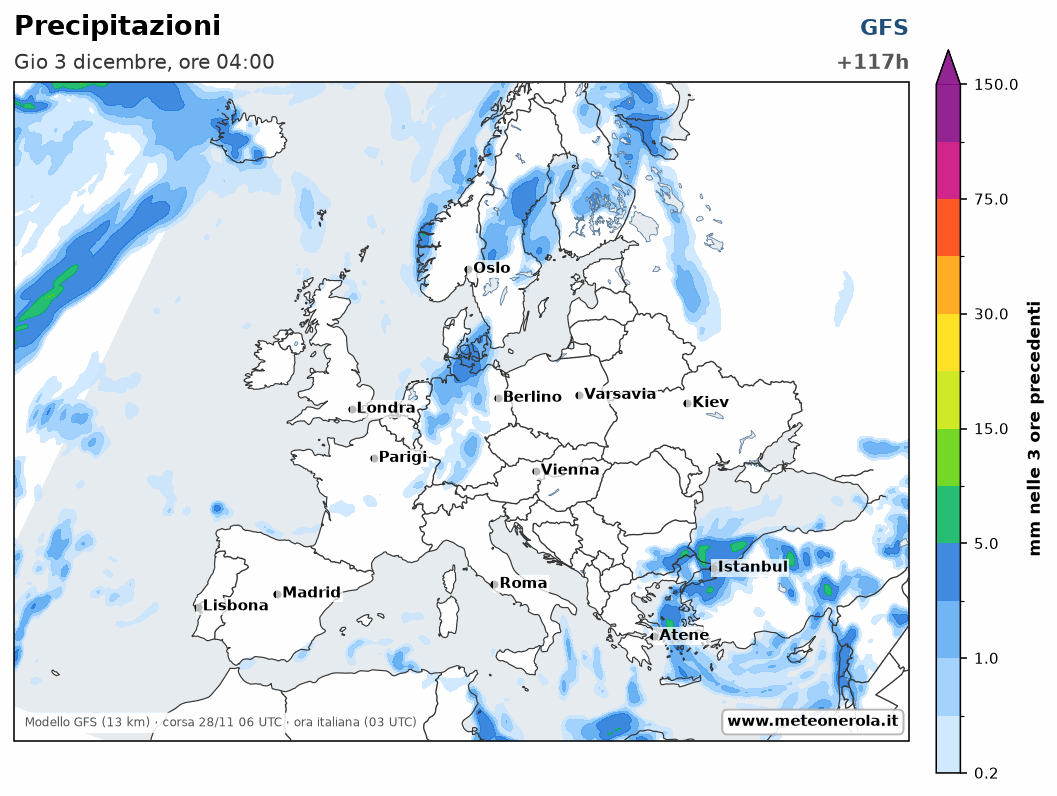 Precipitazioni
GFS
Gio 3 dicembre, ore 04:00
+117h
150.0
75.0
30.0
15.0
5.0
1.0
0.2
mm nelle 3 ore precedenti
Oslo
Berlino
Varsavia
Kiev
Londra
Parigi
Vienna
Istanbul
Roma
Madrid
Lisbona
Atene
Modello GFS (13 km) · corsa 28/11 06 UTC · ora italiana (03 UTC)
www.meteonerola.it